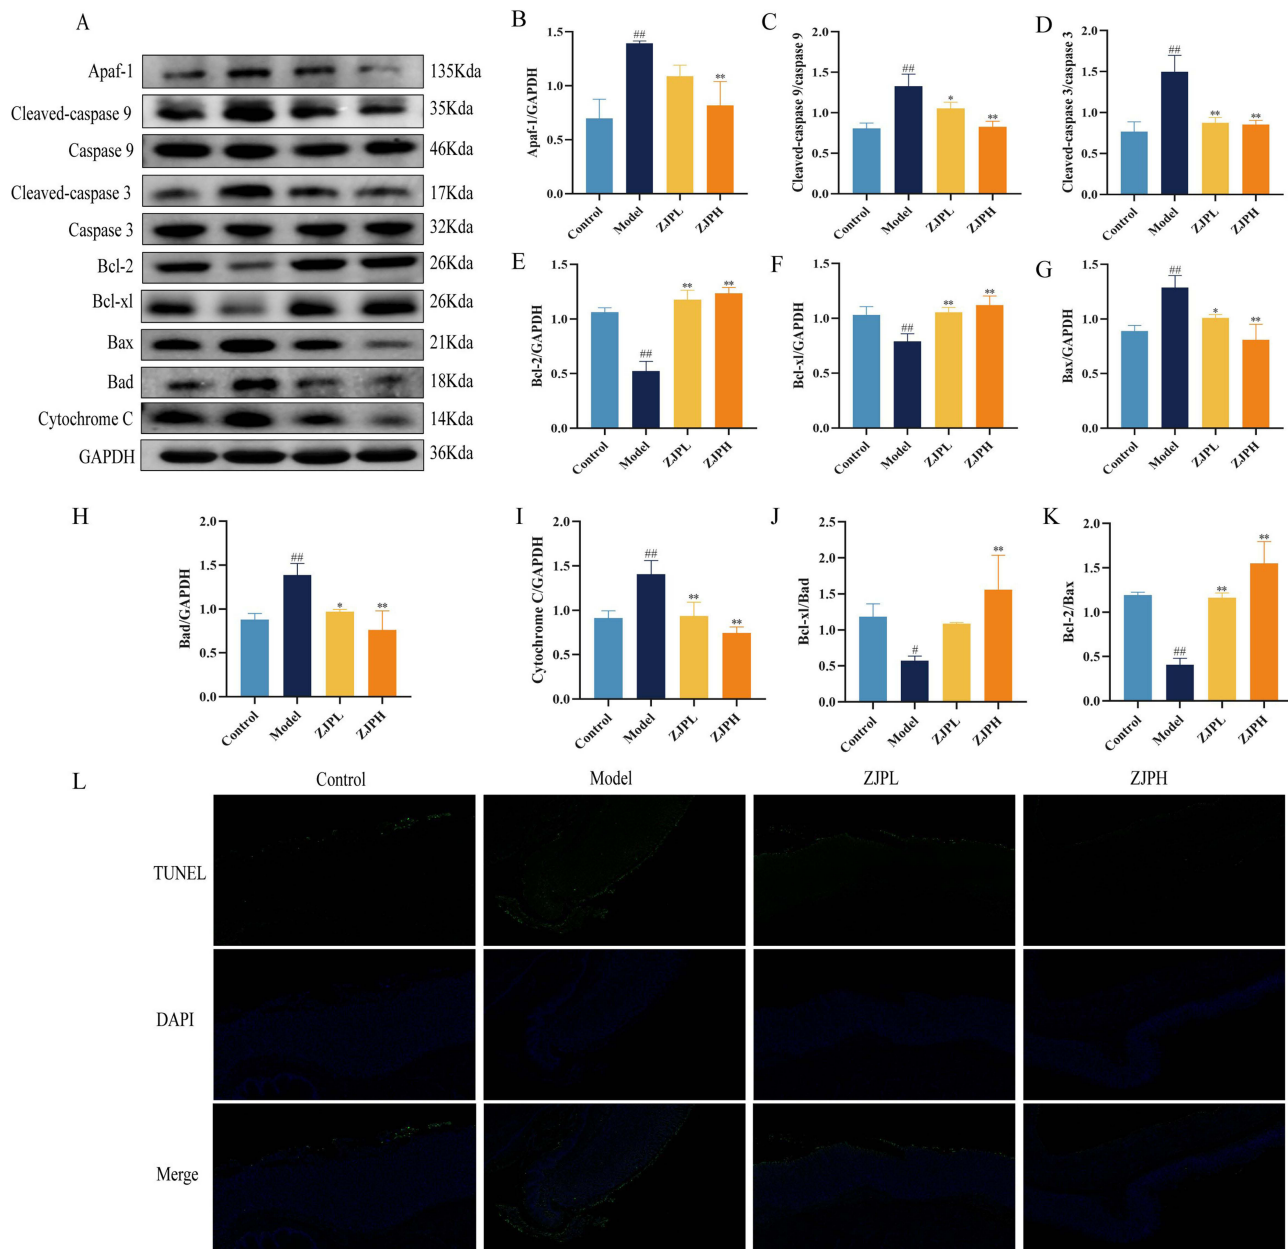 A
Apaf-1 135Kda
Cleaved-caspase 9 35Kda
Caspase 9 46Kda
Cleaved-caspase 3 17Kda
Caspase 3 32Kda
Bcl-2 26Kda
Bcl-xl 26Kda
Bax 21Kda
Bad 18Kda
Cytochrome C 14Kda
GAPDH 36Kda
B
Apaf-1/GAPDH
1.5
1.0
0.5
0.0
##
**
Control Model ZJPL ZJPH
C
Cleaved-caspase 9/caspase 9
2.0
1.5
1.0
0.5
0.0
##
*
**
Control Model ZJPL ZJPH
D
Cleaved-caspase 3/caspase 3
2.0
1.5
1.0
0.5
0.0
##
**
**
Control Model ZJPL ZJPH
E
Bcl-2/GAPDH
1.5
1.0
0.5
0.0
##
**
**
Control Model ZJPL ZJPH
F
Bcl-xl/GAPDH
1.5
1.0
0.5
0.0
##
**
**
Control Model ZJPL ZJPH
G
Bax/GAPDH
1.5
1.0
0.5
0.0
##
*
**
Control Model ZJPL ZJPH
H
Bad/GAPDH
2.0
1.5
1.0
0.5
0.0
##
*
**
Control Model ZJPL ZJPH
I
Cytochrome C/GAPDH
2.0
1.5
1.0
0.5
0.0
##
**
**
Control Model ZJPL ZJPH
J
Bcl-xl/Bad
2.5
2.0
1.5
1.0
0.5
0.0
#
**
Control Model ZJPL ZJPH
K
Bcl-2/Bax
2.0
1.5
1.0
0.5
0.0
##
**
**
Control Model ZJPL ZJPH
L
Control Model ZJPL ZJPH
TUNEL
DAPI
Merge